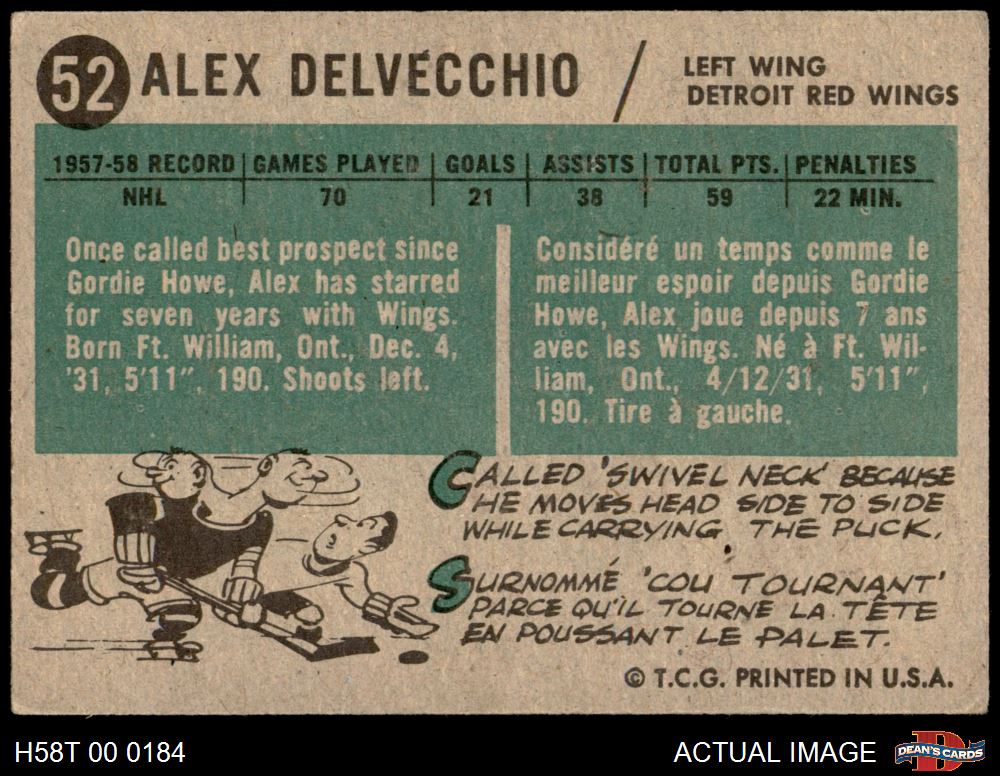 52 ALEX DELVECCHIO / LEFT WING
DETROIT RED WINGS
1957-58 RECORD GAMES PLAYED GOALS ASSISTS TOTAL PTS. PENALTIES
NHL 70 21 38 59 22 MIN.
Once called best prospect since
Gordie Howe, Alex has starred
for seven years with Wings.
Born Ft. William, Ont., Dec. 4,
'31, 5'11", 190. Shoots left.
Considéré un temps comme le
meilleur espoir depuis Gordie
Howe, Alex joue depuis 7 ans
avec les Wings. Né à Ft. Wil-
liam, Ont., 4/12/31, 5'11",
190. Tire à gauche.
CALLED 'SWIVEL NECK' BECAUSE
HE MOVES HEAD SIDE TO SIDE
WHILE CARRYING THE PUCK.
SURNOMMÉ 'COU TOURNANT'
PARCE QU'IL TOURNE LA TÊTE
EN POUSSANT LE PALET.
© T.C.G. PRINTED IN U.S.A.
H58T 00 0184
ACTUAL IMAGE
DEAN'S CARDS